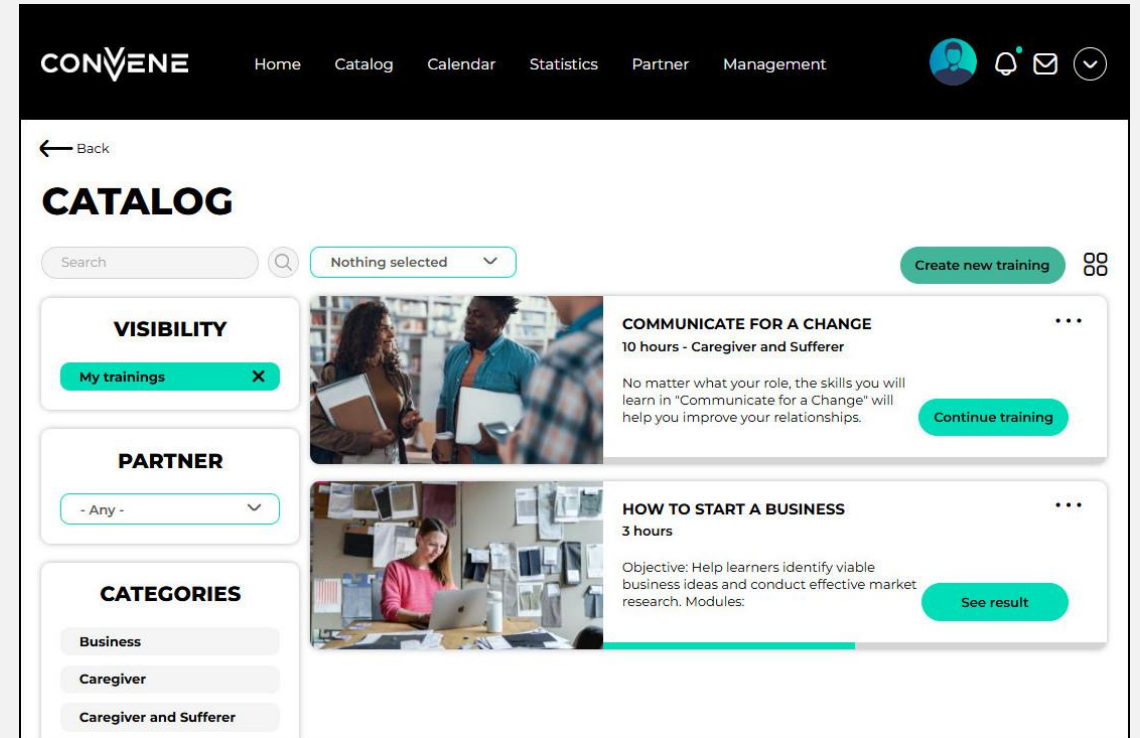 CONVENE
Home Catalog Calendar Statistics Partner Management
Back
CATALOG
Search
Nothing selected
Create new training
VISIBILITY
My trainings X
PARTNER
- Any -
CATEGORIES
Business
Caregiver
Caregiver and Sufferer
COMMUNICATE FOR A CHANGE
10 hours - Caregiver and Sufferer
No matter what your role, the skills you will
learn in "Communicate for a Change" will
help you improve your relationships.
Continue training
HOW TO START A BUSINESS
3 hours
Objective: Help learners identify viable
business ideas and conduct effective market
research. Modules:
See result